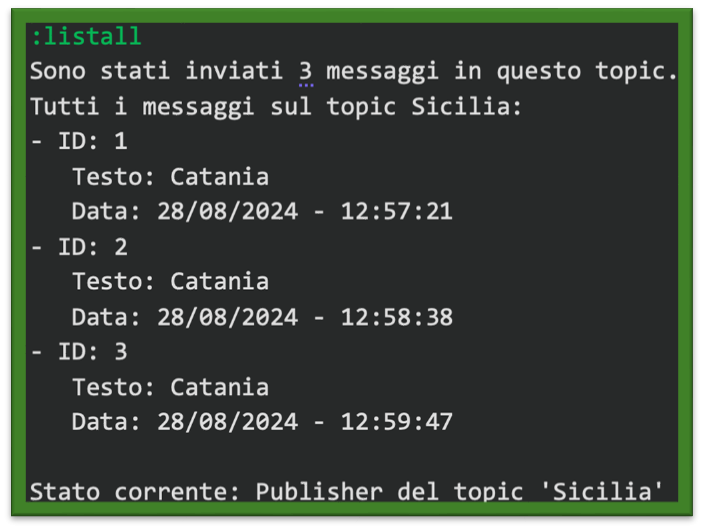 :listall
Sono stati inviati 3 messaggi in questo topic.
Tutti i messaggi sul topic Sicilia:
- ID: 1
Testo: Catania
Data: 28/08/2024 - 12:57:21
- ID: 2
Testo: Catania
Data: 28/08/2024 - 12:58:38
- ID: 3
Testo: Catania
Data: 28/08/2024 - 12:59:47
Stato corrente: Publisher del topic 'Sicilia'